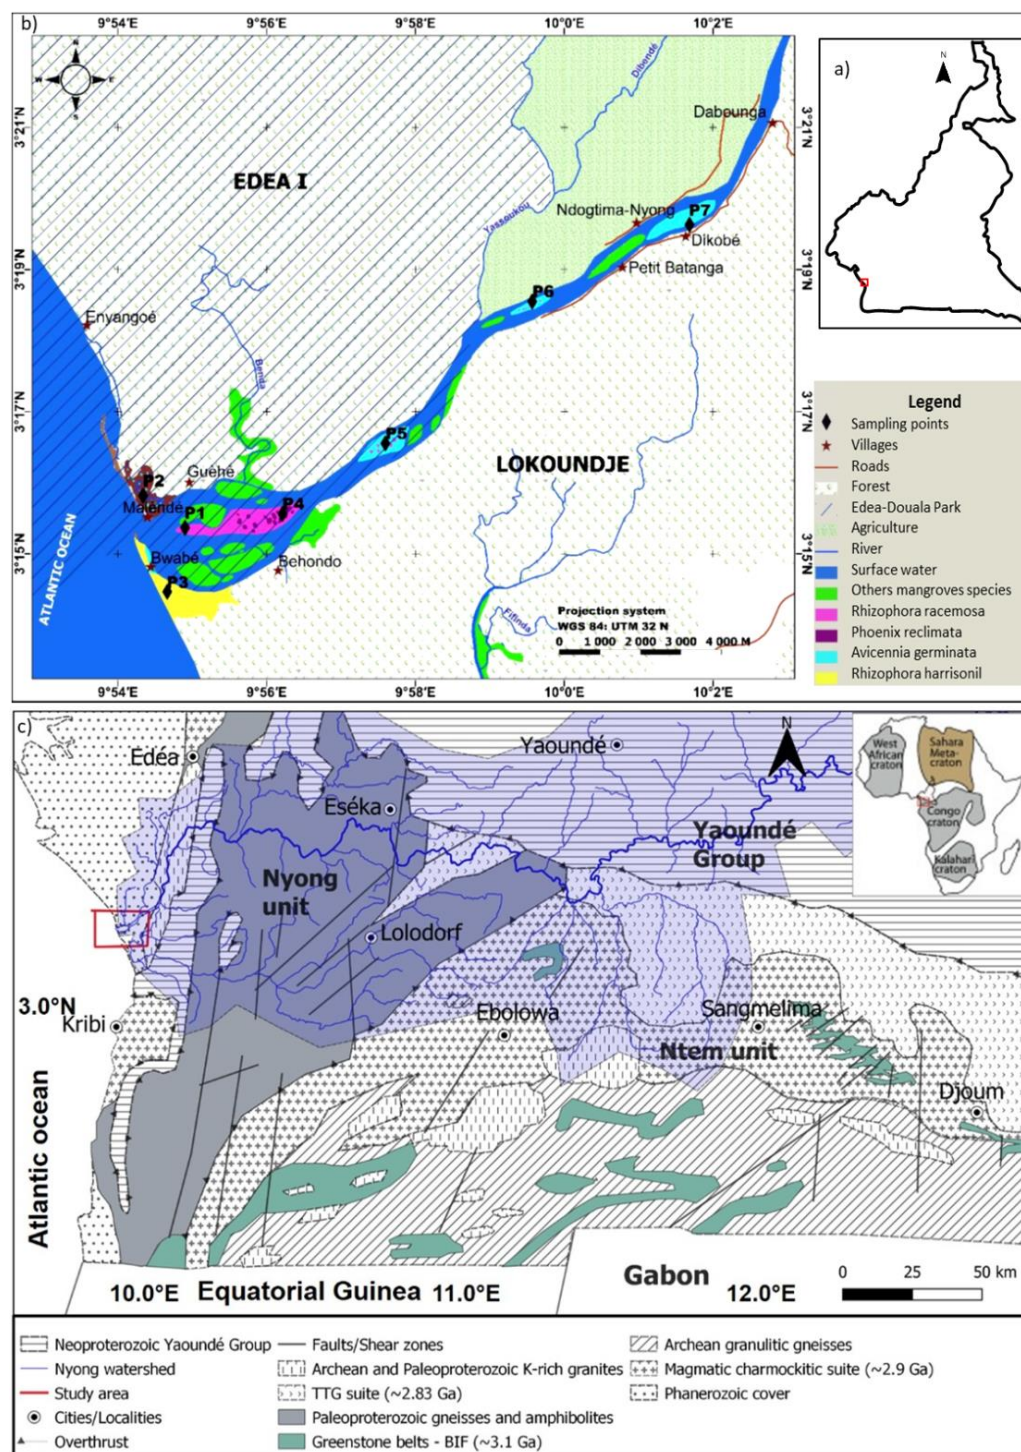 b)
9°54'E 9°56'E 10°0'E 10°2'E
N
W E
S
a)
N
3°21'N
3°19'N
3°17'N
3°15'N
3°21'N
3°19'N
3°17'N
3°15'N
Dibendé
Dabounga
EDEA I
Yassoukou
Ndogtima-Nyong
P7
Dikobé
Petit Batanga
P6
Enyangoé
Benda
P5
LOKOUNDJE
Guéhé
P2
Malendé
P1
P4
Bwabé
Behondo
P3
ATLANTIC OCEAN
Fifinda
Projection system
WGS 84: UTM 32 N
0 1 000 2 000 3 000 4 000 M
9°54'E 9°56'E 9°58'E 10°0'E 10°2'E
Legend
Sampling points
Villages
Roads
Forest
Edea-Douala Park
Agriculture
River
Surface water
Others mangroves species
Rhizophora racemosa
Phoenix reclimata
Avicennia germinata
Rhizophora harrisonil
c)
Edéa
Yaoundé
N
West
African
craton
Sahara
Meta-
craton
Congo
craton
Kalahari
craton
Eséka
Yaoundé
Group
Nyong
unit
Lolodorf
3.0°N
Kribi
Ebolowa
Sangmelima
Ntem unit
Djoum
Atlantic ocean
10.0°E Equatorial Guinea 11.0°E
Gabon
12.0°E
0 25 50 km
Neoproterozoic Yaoundé Group
Nyong watershed
Study area
Cities/Localities
Overthrust
Faults/Shear zones
Archean and Paleoproterozoic K-rich granites
TTG suite (~2.83 Ga)
Paleoproterozoic gneisses and amphibolites
Greenstone belts - BIF (~3.1 Ga)
Archean granulitic gneisses
Magmatic charmockitic suite (~2.9 Ga)
Phanerozoic cover